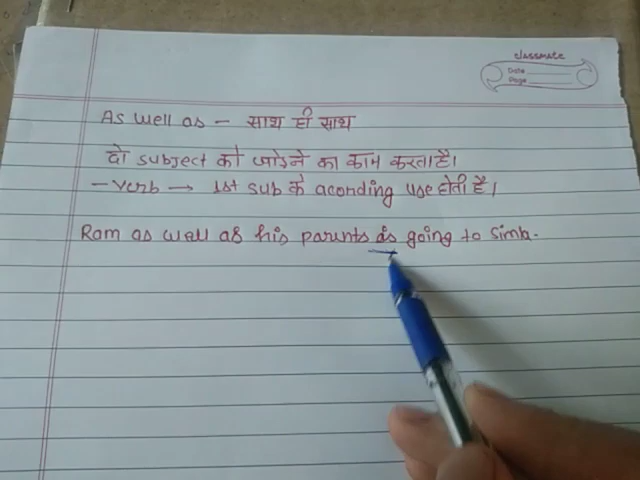 classmate
Date
Page
As well as - साथ ही साथ
दो subject को जोड़ने का काम करता है।
- verb → 1st sub के aconding use होती है।
Ram as well as his parents is going to simla.